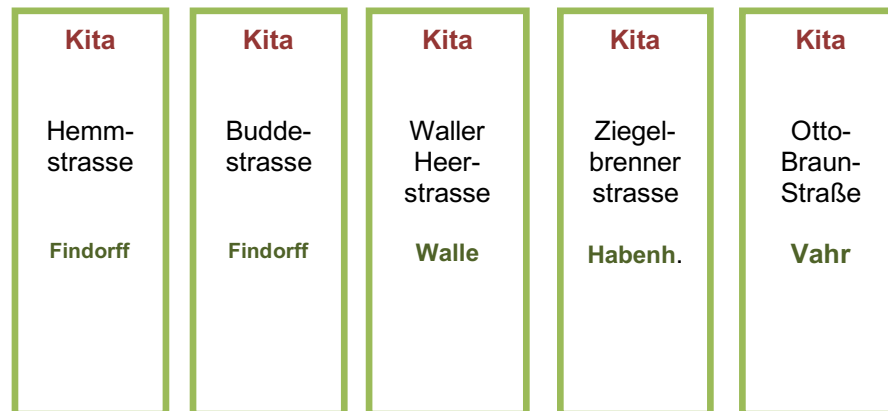 Kita
Hemm-
strasse
Findorff
Kita
Budde-
strasse
Findorff
Kita
Waller
Heer-
strasse
Walle
Kita
Ziegel-
brenner
strasse
Habenh.
Kita
Otto-
Braun-
Straße
Vahr